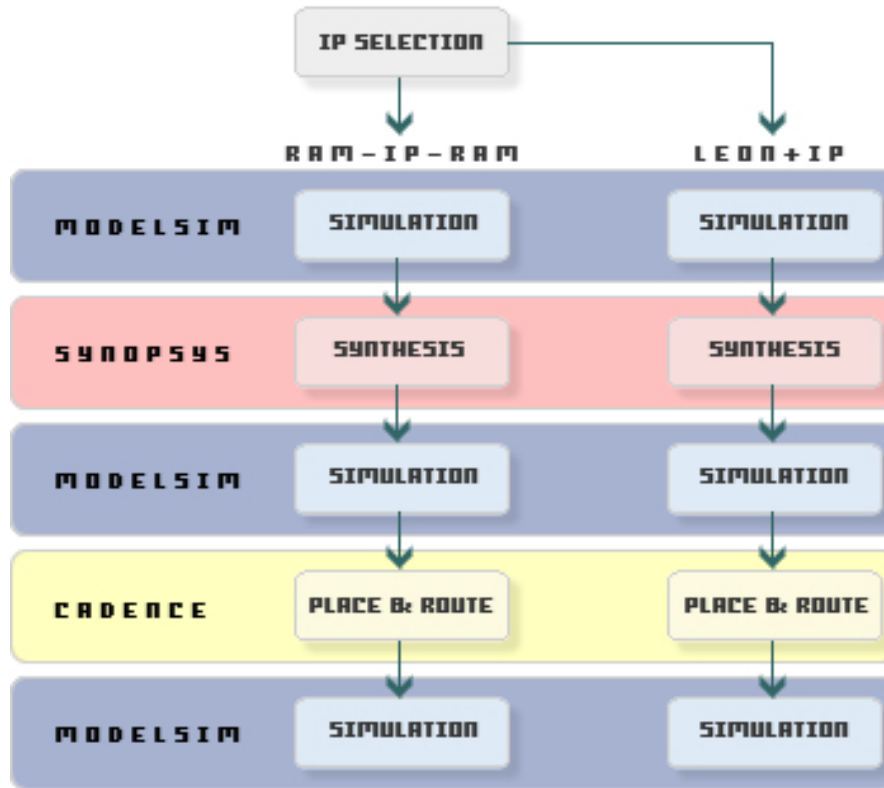 IP SELECTION
RAM-IP-RAM LEON+IP
MODELSIM SIMULATION SIMULATION
SYNOPSYS SYNTHESIS SYNTHESIS
MODELSIM SIMULATION SIMULATION
CADENCE PLACE & ROUTE PLACE & ROUTE
MODELSIM SIMULATION SIMULATION